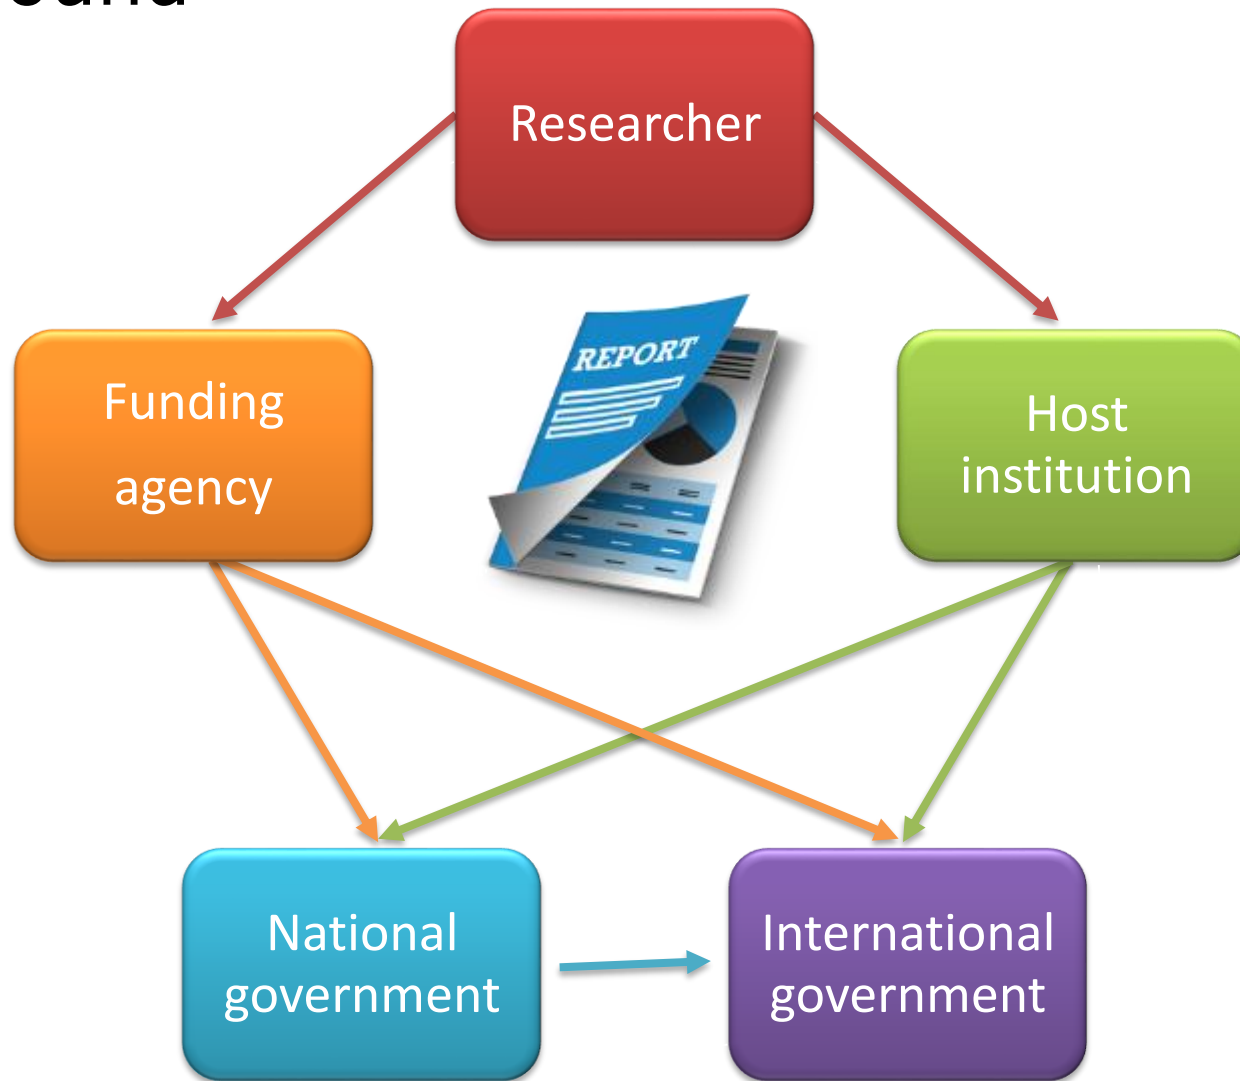 Researcher
REPORT
Funding
agency
Host
institution
National
government
International
government